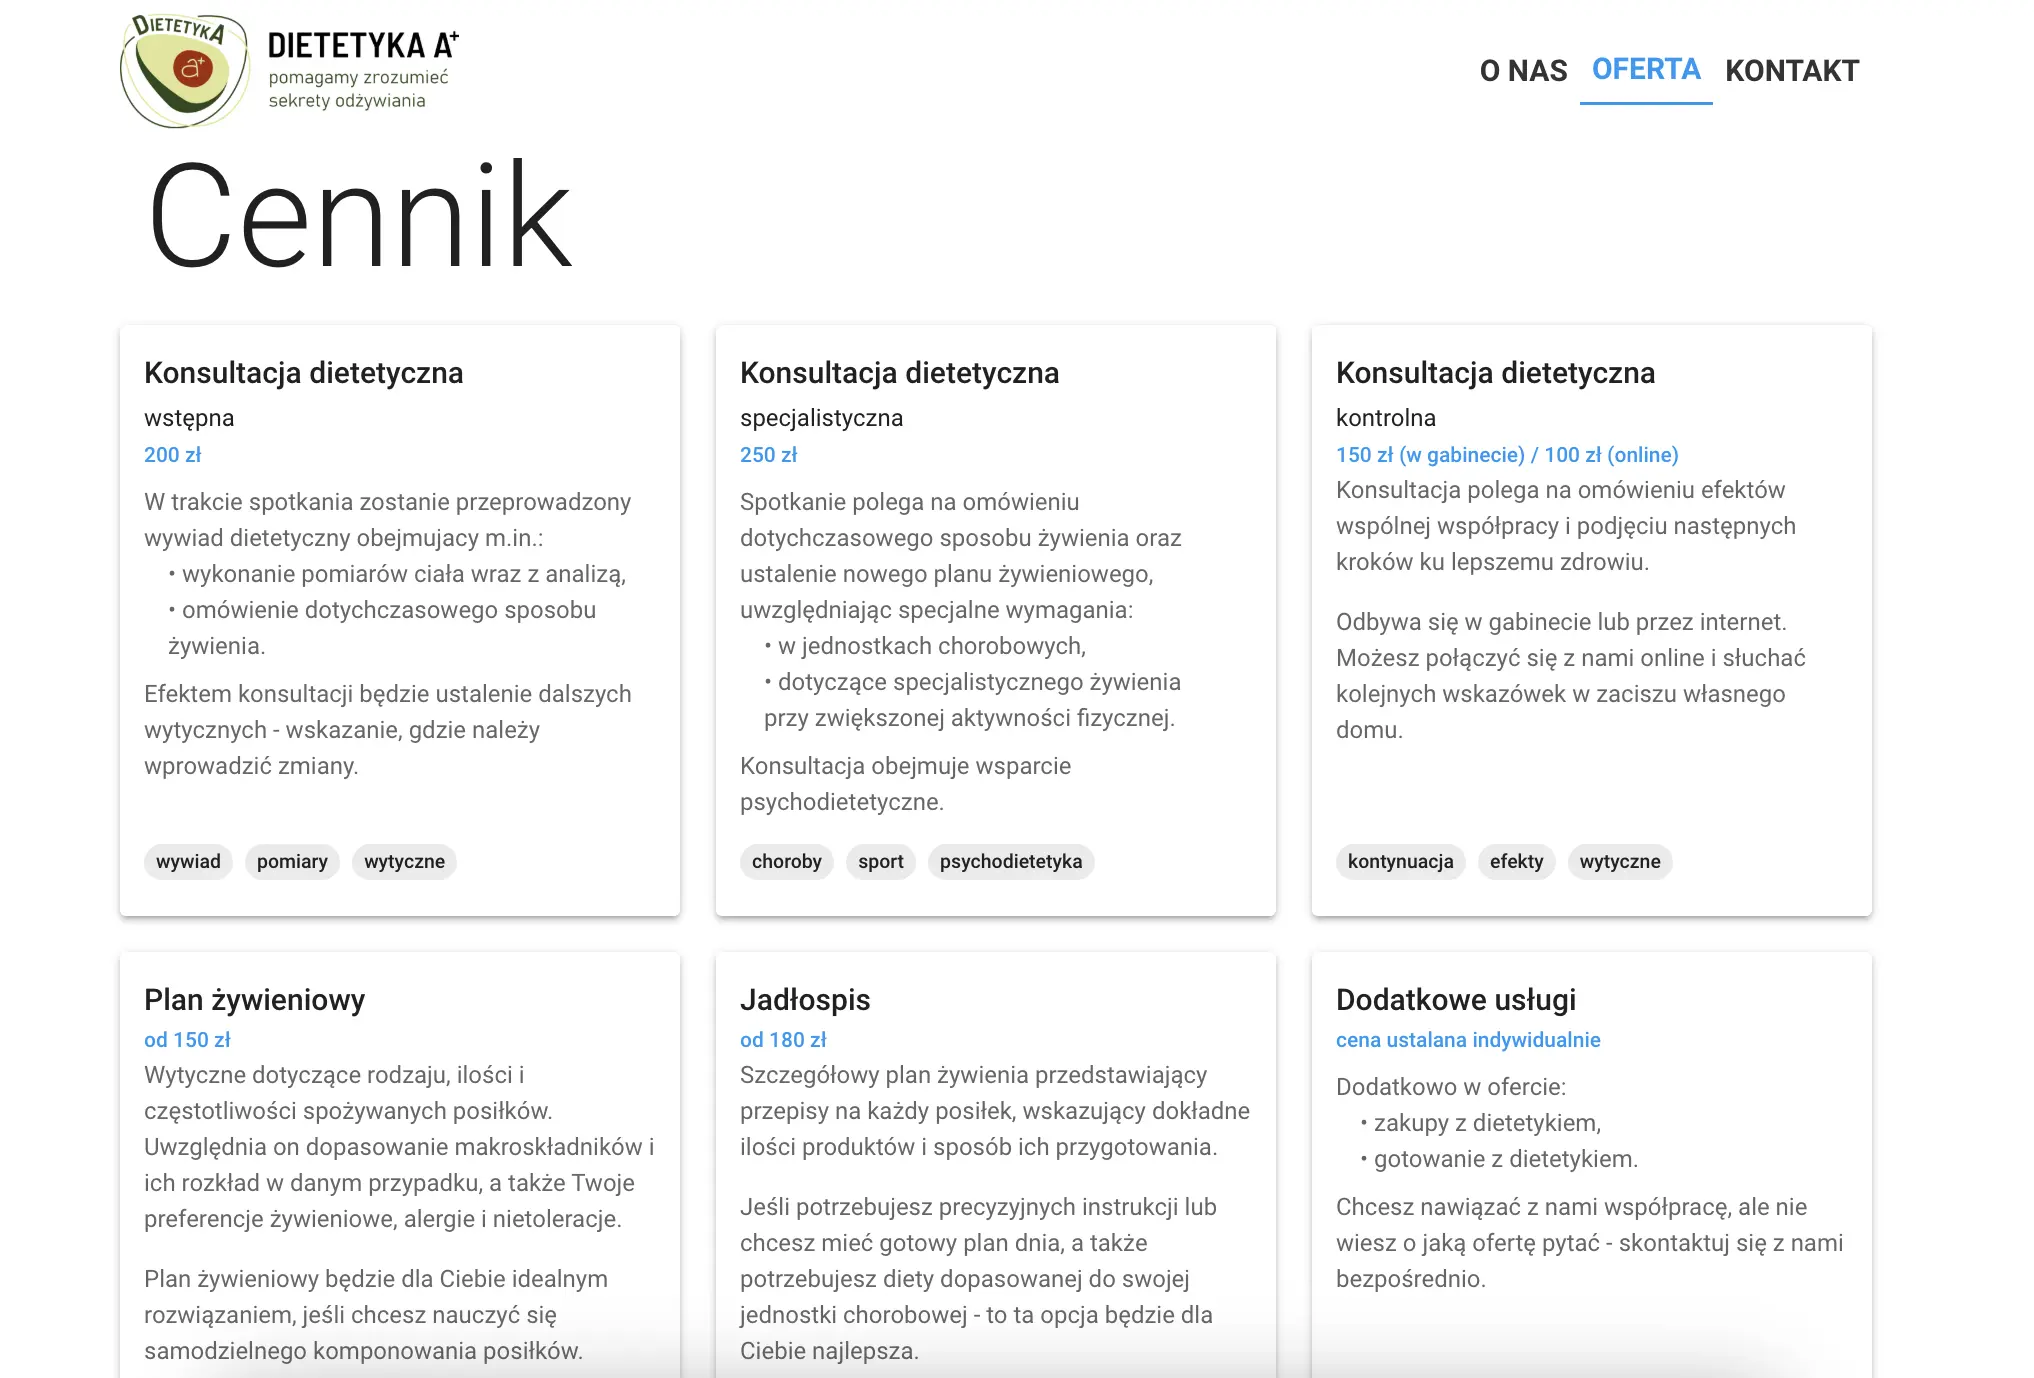 DIETETYKA
a+
DIETETYKA A+
pomagamy zrozumieć
sekrety odżywiania
O NAS
OFERTA
KONTAKT
Cennik
Konsultacja dietetyczna
wstępna
200 zł
W trakcie spotkania zostanie przeprowadzony
wywiad dietetyczny obejmujacy m.in.:
• wykonanie pomiarów ciała wraz z analizą,
• omówienie dotychczasowego sposobu
żywienia.
Efektem konsultacji będzie ustalenie dalszych
wytycznych - wskazanie, gdzie należy
wprowadzić zmiany.
wywiad
pomiary
wytyczne
Konsultacja dietetyczna
specjalistyczna
250 zł
Spotkanie polega na omówieniu
dotychczasowego sposobu żywienia oraz
ustalenie nowego planu żywieniowego,
uwzględniając specjalne wymagania:
• w jednostkach chorobowych,
• dotyczące specjalistycznego żywienia
przy zwiększonej aktywności fizycznej.
Konsultacja obejmuje wsparcie
psychodietetyczne.
choroby
sport
psychodietetyka
Konsultacja dietetyczna
kontrolna
150 zł (w gabinecie) / 100 zł (online)
Konsultacja polega na omówieniu efektów
wspólnej współpracy i podjęciu następnych
kroków ku lepszemu zdrowiu.
Odbywa się w gabinecie lub przez internet.
Możesz połączyć się z nami online i słuchać
kolejnych wskazówek w zaciszu własnego
domu.
kontynuacja
efekty
wytyczne
Plan żywieniowy
od 150 zł
Wytyczne dotyczące rodzaju, ilości i
częstotliwości spożywanych posiłków.
Uwzględnia on dopasowanie makroskładników i
ich rozkład w danym przypadku, a także Twoje
preferencje żywieniowe, alergie i nietoleracje.
Plan żywieniowy będzie dla Ciebie idealnym
rozwiązaniem, jeśli chcesz nauczyć się
samodzielnego komponowania posiłków.
Jadłospis
od 180 zł
Szczegółowy plan żywienia przedstawiający
przepisy na każdy posiłek, wskazujący dokładne
ilości produktów i sposób ich przygotowania.
Jeśli potrzebujesz precyzyjnych instrukcji lub
chcesz mieć gotowy plan dnia, a także
potrzebujesz diety dopasowanej do swojej
jednostki chorobowej - to ta opcja będzie dla
Ciebie najlepsza.
Dodatkowe usługi
cena ustalana indywidualnie
Dodatkowo w ofercie:
• zakupy z dietetykiem,
• gotowanie z dietetykiem.
Chcesz nawiązać z nami współpracę, ale nie
wiesz o jaką ofertę pytać - skontaktuj się z nami
bezpośrednio.